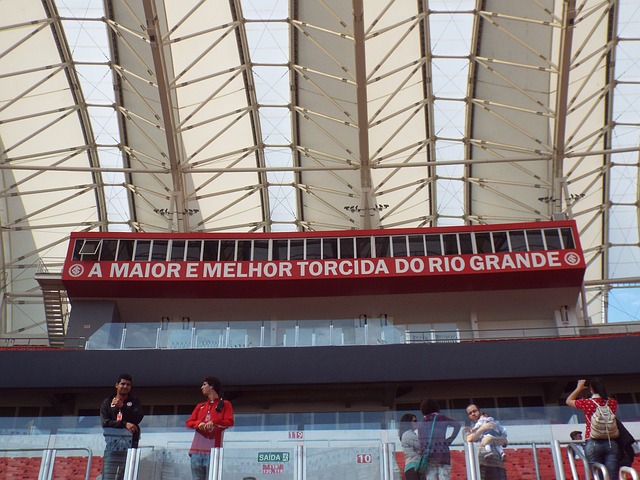 A MAIOR E MELHOR TORCIDA DO RIO GRANDE
119
SAÍDA
10